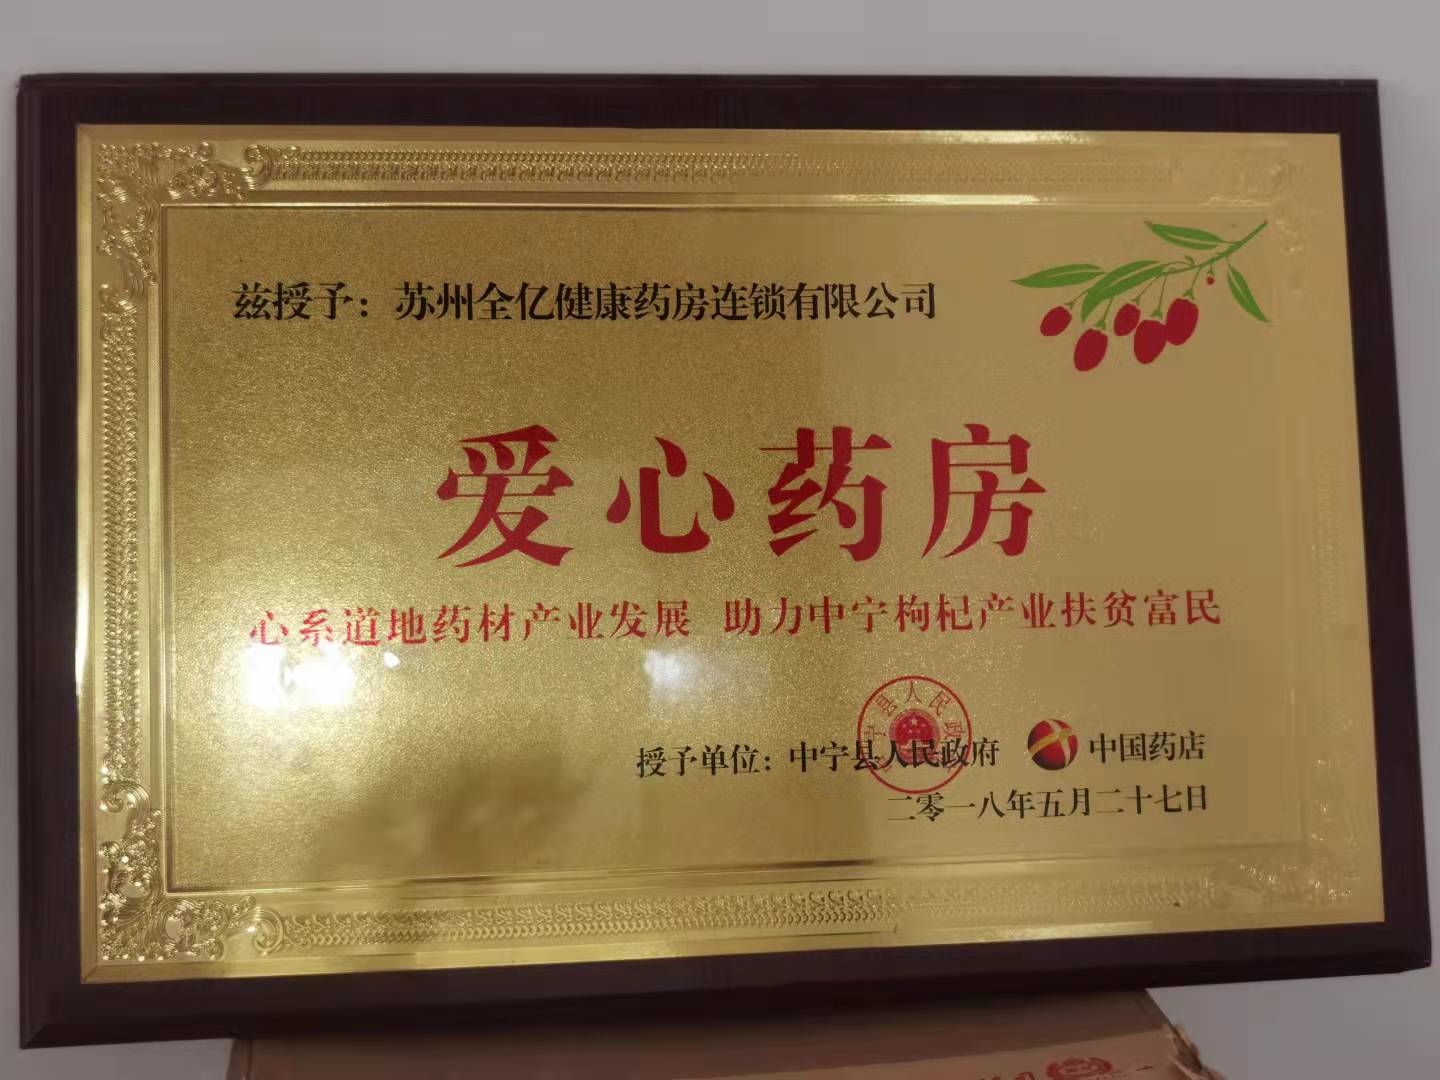 兹授予：苏州全亿健康药房连锁有限公司
爱心药房
心系道地药材产业发展 助力中宁枸杞产业扶贫富民
授予单位：中宁县人民政府 中国药店
二零一八年五月二十七日